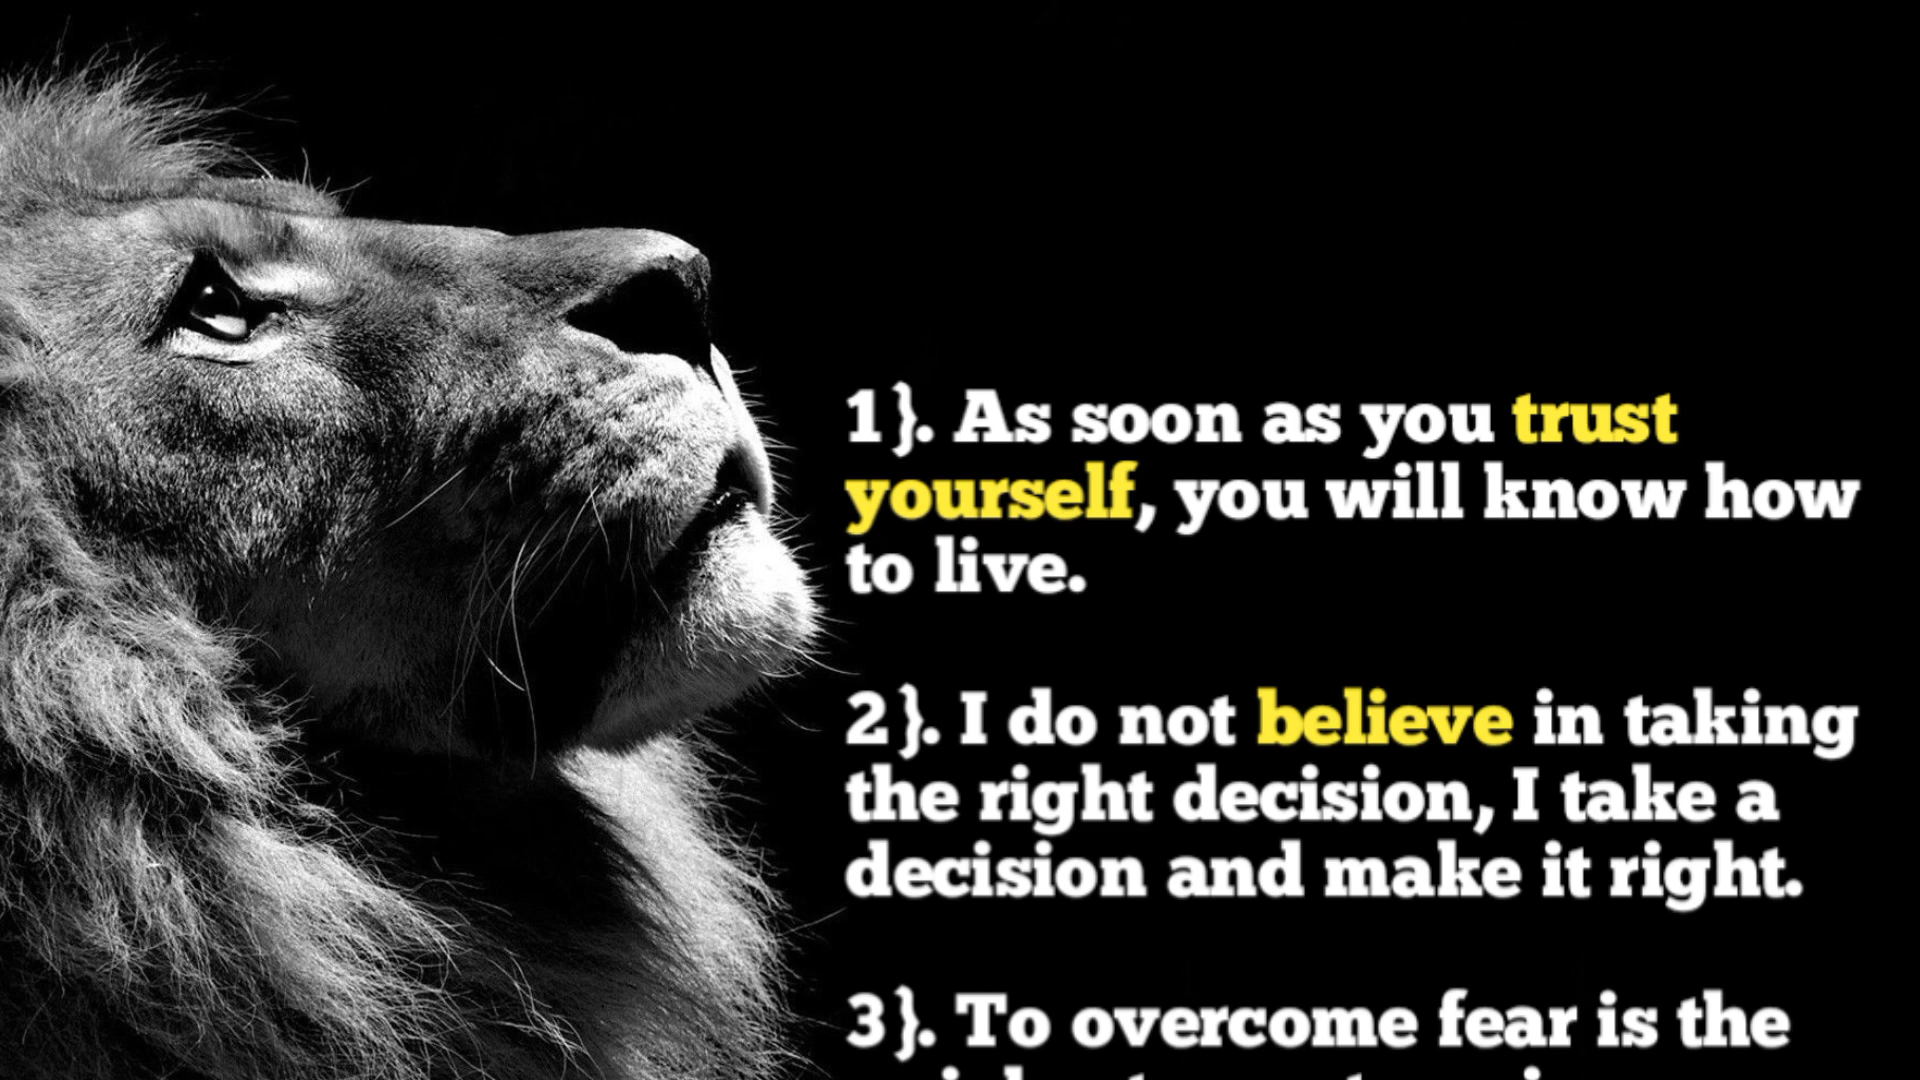 1}. As soon as you trust
yourself, you will know how
to live.
2}. I do not believe in taking
the right decision, I take a
decision and make it right.
3}. To overcome fear is the